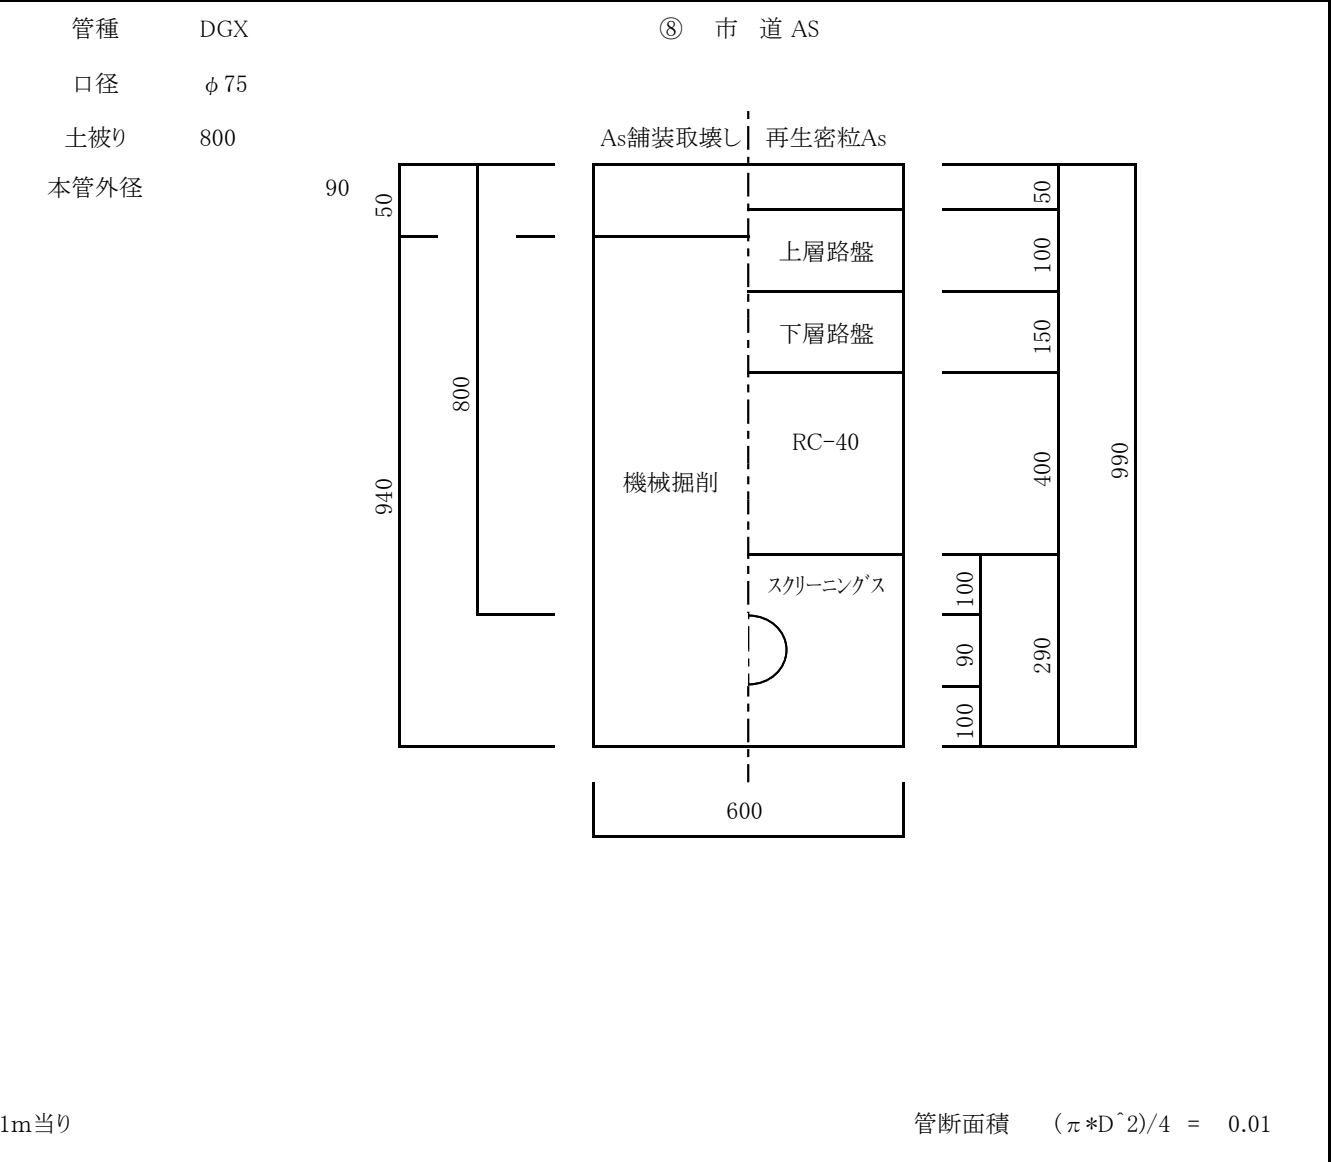 管種 DGX ⑧ 市 道 AS
口径 φ75
土被り 800 As舗装取壊し 再生密粒As
本管外径 90
50
50
上層路盤
100
下層路盤
150
800
RC-40
400
990
機械掘削
940
スクリーニングス
100
90
290
100
600
1m当り 管断面積 (π*D^2)/4 = 0.01